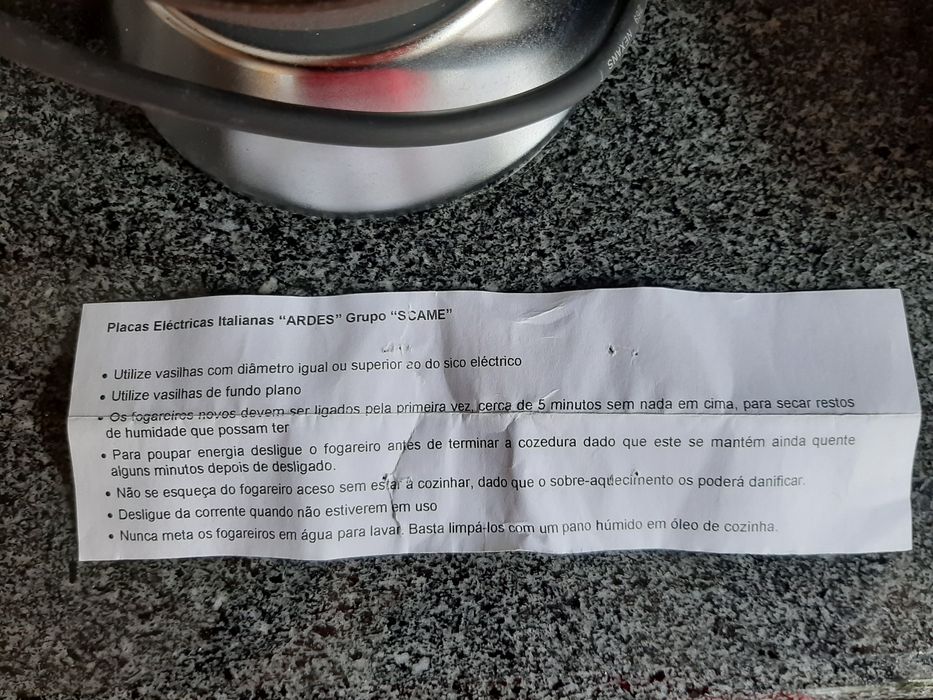 NEXANS
Placas Eléctricas Italianas “ARDES” Grupo “SCAME”
• Utilize vasilhas com diâmetro igual ou superior ao do sico eléctrico
• Utilize vasilhas de fundo plano
• Os fogareiros novos devem ser ligados pela primeira vez, cerca de 5 minutos sem nada em cima, para secar restos
de humidade que possam ter
• Para poupar energia desligue o fogareiro antes de terminar a cozedura dado que este se mantém ainda quente
alguns minutos depois de desligado.
• Não se esqueça do fogareiro aceso sem estar a cozinhar, dado que o sobre-aquecimento os poderá danificar.
• Desligue da corrente quando não estiverem em uso
• Nunca meta os fogareiros em água para lavar. Basta limpá-los com um pano húmido em óleo de cozinha.